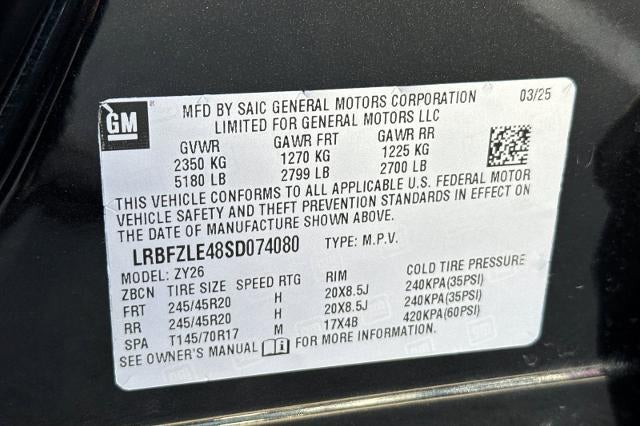 GM
MFD BY SAIC GENERAL MOTORS CORPORATION 03/25
LIMITED FOR GENERAL MOTORS LLC
GVWR GAWR FRT GAWR RR
2350 KG 1270 KG 1225 KG
5180 LB 2799 LB 2700 LB
THIS VEHICLE CONFORMS TO ALL APPLICABLE U.S. FEDERAL MOTOR
VEHICLE SAFETY AND THEFT PREVENTION STANDARDS IN EFFECT ON
THE DATE OF MANUFACTURE SHOWN ABOVE.
LRBFZLE48SD074080 TYPE: M.P.V.
MODEL: ZY26
ZBCN TIRE SIZE SPEED RTG RIM COLD TIRE PRESSURE
FRT 245/45R20 H 20X8.5J 240KPA(35PSI)
RR 245/45R20 H 20X8.5J 240KPA(35PSI)
SPA T145/70R17 M 17X4B 420KPA(60PSI)
SEE OWNER'S MANUAL FOR MORE INFORMATION.